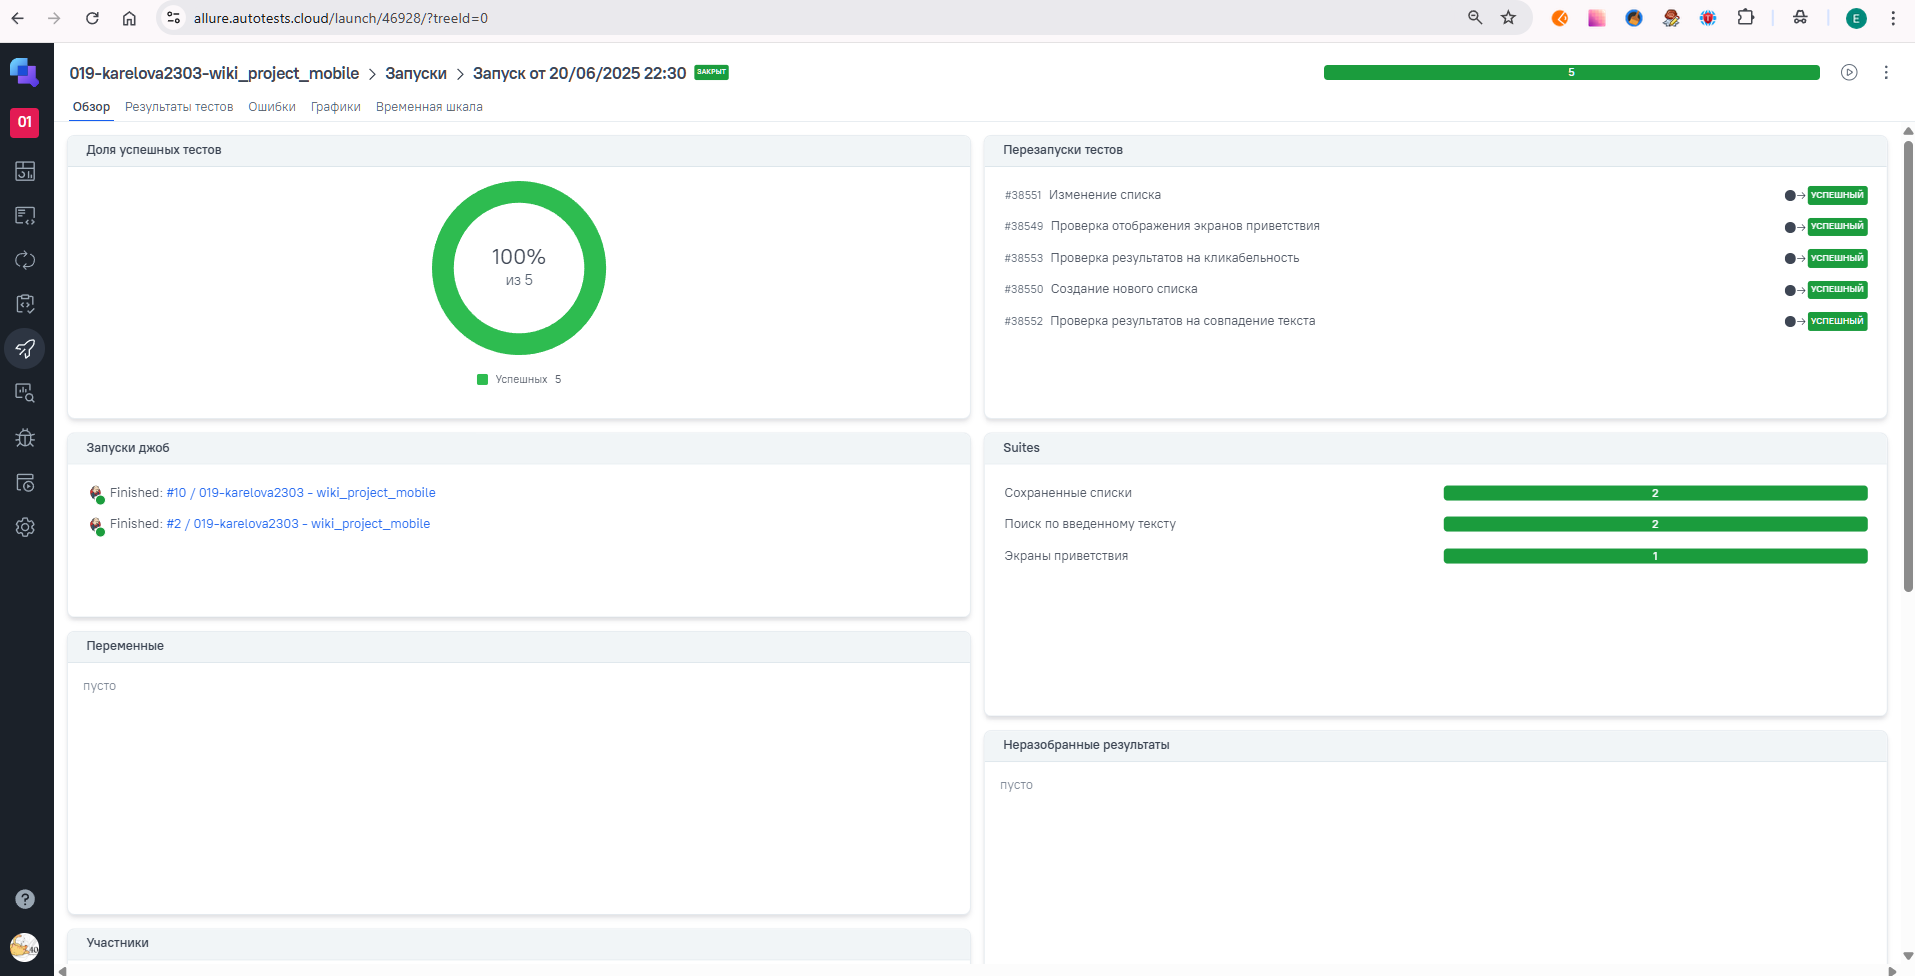 allure.autotests.cloud/launch/46928/?treeId=0
E
019-karelova2303-wiki_project_mobile > Запуски > Запуск от 20/06/2025 22:30 ЗАКРЫТ
5
01
Обзор Результаты тестов Ошибки Графики Временная шкала
Доля успешных тестов
100%
из 5
Успешных 5
Перезапуски тестов
#38551 Изменение списка УСПЕШНЫЙ
#38549 Проверка отображения экранов приветствия УСПЕШНЫЙ
#38553 Проверка результатов на кликабельность УСПЕШНЫЙ
#38550 Создание нового списка УСПЕШНЫЙ
#38552 Проверка результатов на совпадение текста УСПЕШНЫЙ
Запуски джоб
Finished: #10 / 019-karelova2303 - wiki_project_mobile
Finished: #2 / 019-karelova2303 - wiki_project_mobile
Suites
Сохраненные списки 2
Поиск по введенному тексту 2
Экраны приветствия 1
Переменные
пусто
Неразобранные результаты
пусто
Участники